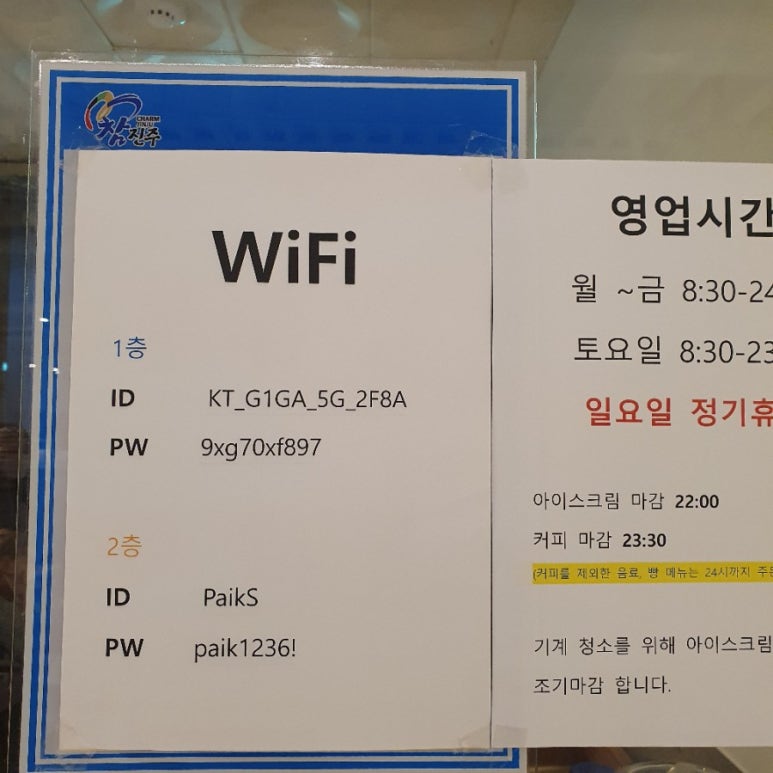 참진주
CHARM
JINJU
WiFi
1층
ID KT_G1GA_5G_2F8A
PW 9xg70xf897
2층
ID PaikS
PW paik1236!
영업시간
월 ~금 8:30-24
토요일 8:30-23
일요일 정기휴
아이스크림 마감 22:00
커피 마감 23:30
(커피를 제외한 음료, 빵 메뉴는 24시까지 주문
기계 청소를 위해 아이스크림
조기마감 합니다.